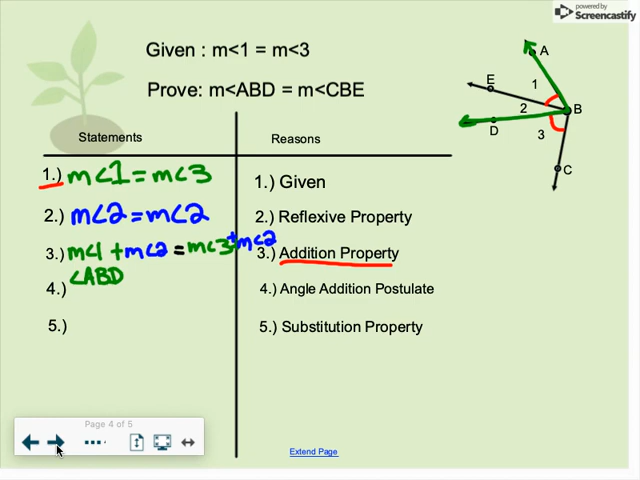 powered by
Screencastify
Given : m<1 = m<3
Prove: m<ABD = m<CBE
A
E
1
B
2
D
3
C
Statements
Reasons
1.) m<1 = m<3
1.) Given
2.) m<2 = m<2
2.) Reflexive Property
3.) m<1 + m<2 = m<3 + m<2
3.) Addition Property
4.) <ABD
4.) Angle Addition Postulate
5.)
5.) Substitution Property
Page 4 of 5
Extend Page